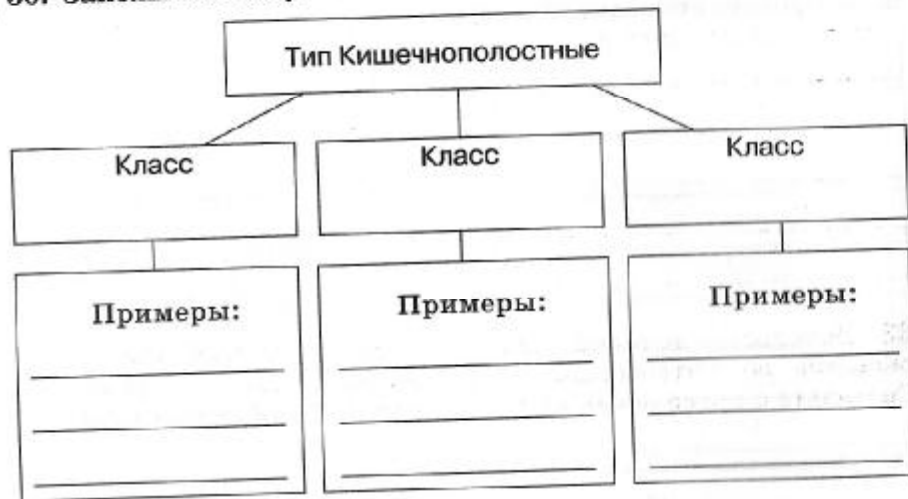 Тип Кишечнополостные
Класс
Класс
Класс
Примеры:
Примеры:
Примеры: